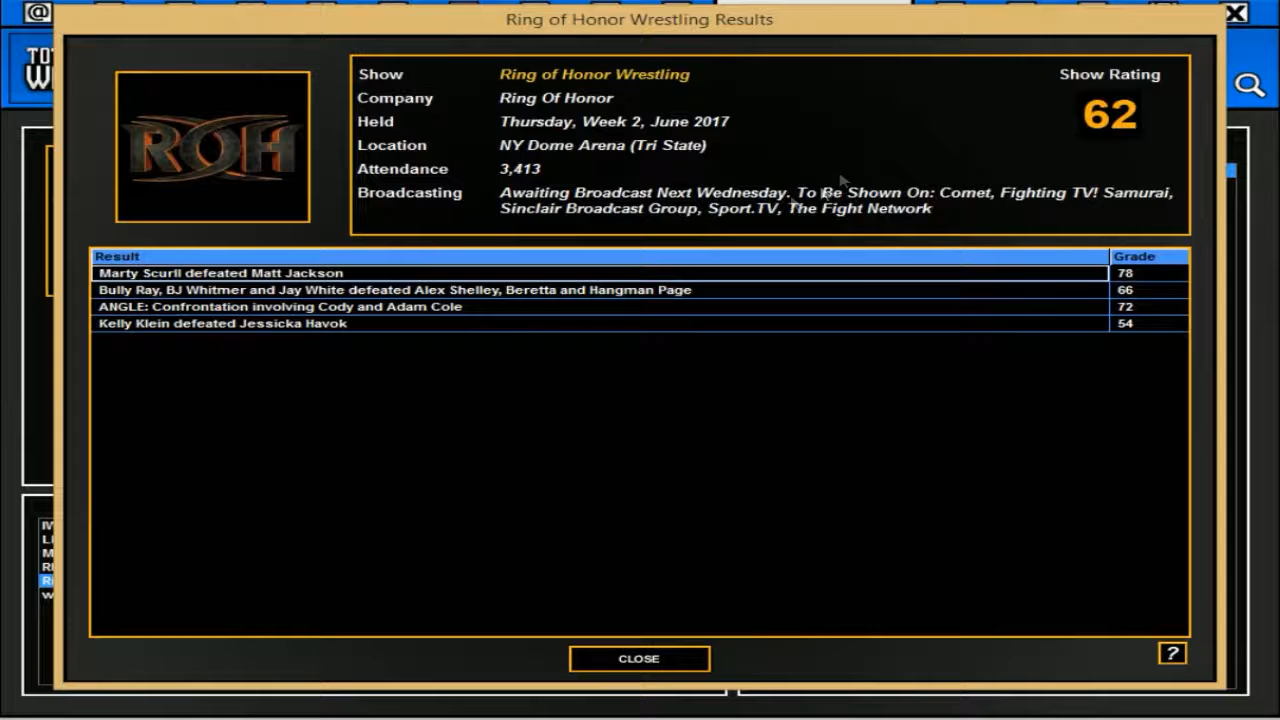 Ring of Honor Wrestling Results
@
X
TO
W
ROH
Show Ring of Honor Wrestling Show Rating
Company Ring Of Honor 62
Held Thursday, Week 2, June 2017
Location NY Dome Arena (Tri State)
Attendance 3,413
Broadcasting Awaiting Broadcast Next Wednesday. To Be Shown On: Comet, Fighting TV! Samurai,
Sinclair Broadcast Group, Sport.TV, The Fight Network
Result Grade
Marty Scurll defeated Matt Jackson 78
Bully Ray, BJ Whitmer and Jay White defeated Alex Shelley, Beretta and Hangman Page 66
ANGLE: Confrontation involving Cody and Adam Cole 72
Kelly Klein defeated Jessicka Havok 54
CLOSE
?